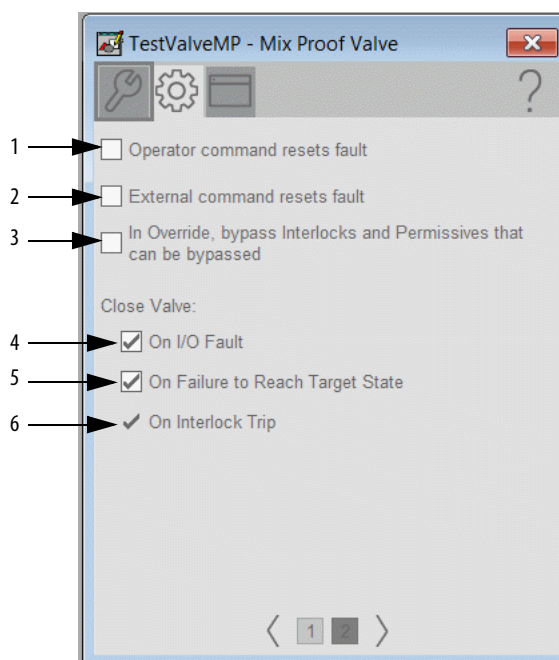 TestValveMP - Mix Proof Valve
?
1 Operator command resets fault
2 External command resets fault
3 In Override, bypass Interlocks and Permissives that
can be bypassed
Close Valve:
4 On I/O Fault
5 On Failure to Reach Target State
6 On Interlock Trip
1 2